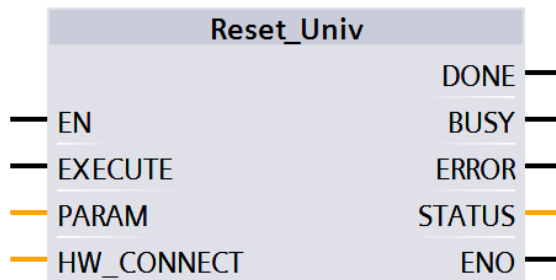 Reset_Univ
DONE
EN BUSY
EXECUTE ERROR
PARAM STATUS
HW_CONNECT ENO